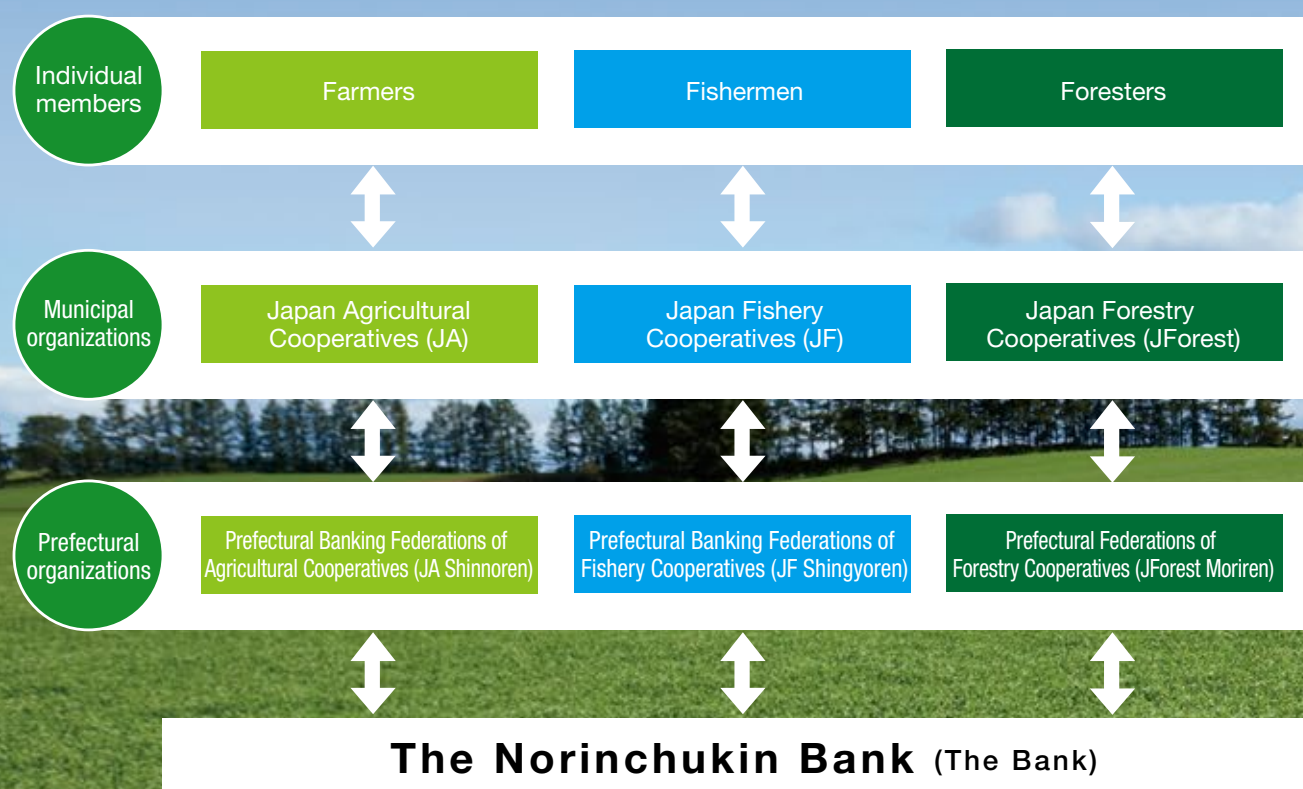 Individual
members
Farmers
Fishermen
Foresters
Municipal
organizations
Japan Agricultural
Cooperatives (JA)
Japan Fishery
Cooperatives (JF)
Japan Forestry
Cooperatives (JForest)
Prefectural
organizations
Prefectural Banking Federations of
Agricultural Cooperatives (JA Shinnoren)
Prefectural Banking Federations of
Fishery Cooperatives (JF Shingyoren)
Prefectural Federations of
Forestry Cooperatives (JForest Moriren)
The Norinchukin Bank (The Bank)